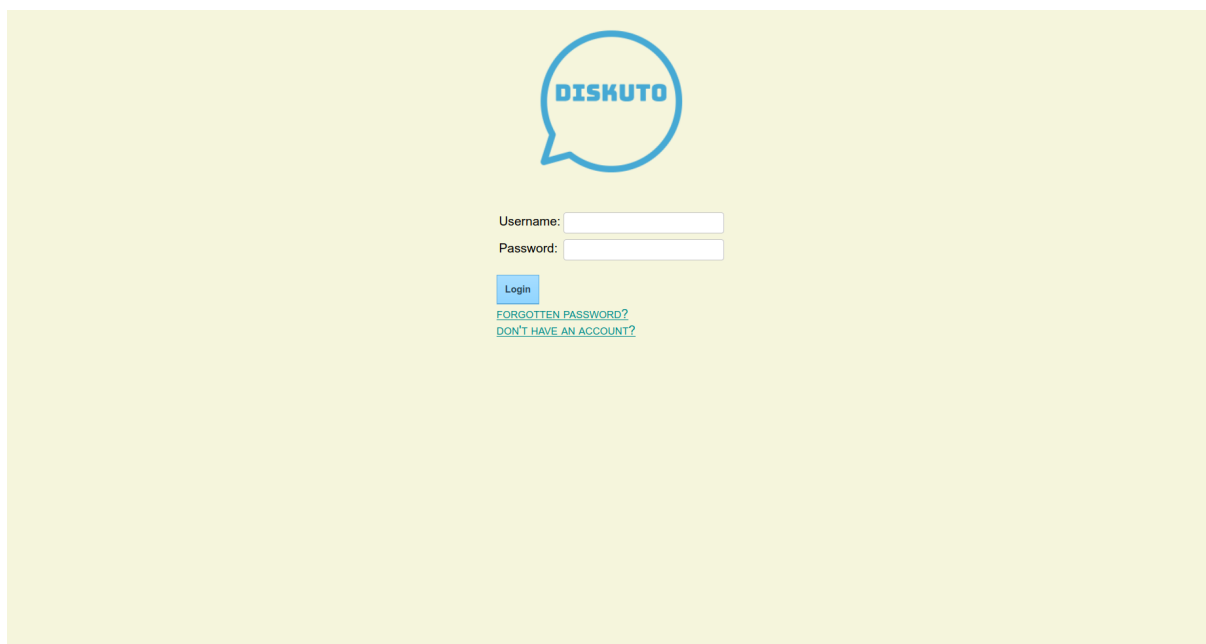 DISKUTO
Username:
Password:
Login
FORGOTTEN PASSWORD?
DON'T HAVE AN ACCOUNT?